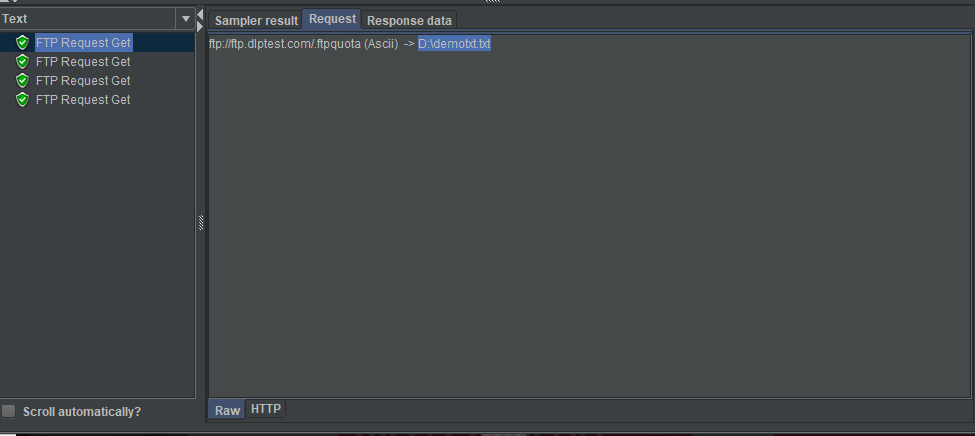 Text
Sampler result Request Response data
FTP Request Get
FTP Request Get
FTP Request Get
FTP Request Get
ftp://ftp.dlptest.com/.ftpquota (Ascii) -> D:\demotxt.txt
Scroll automatically?
Raw HTTP